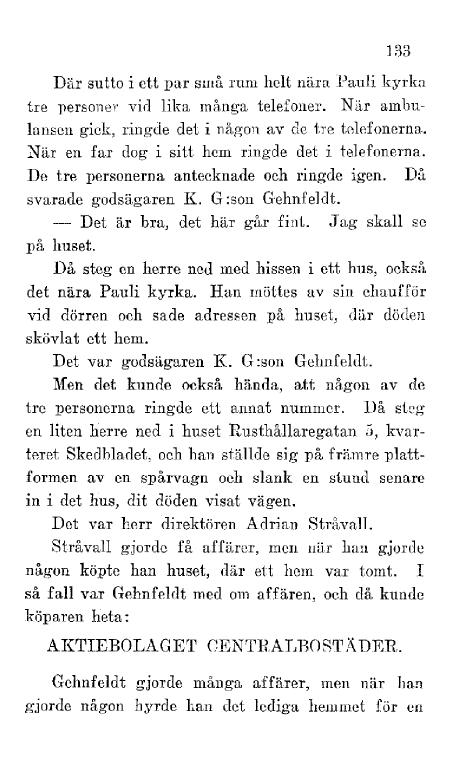 133
Där sutto i ett par små rum helt nära Pauli kyrka
tre personer vid lika många telefoner. När ambu-
lansen gick, ringde det i någon av de tre telefonerna.
När en far dog i sitt hem ringde det i telefonerna.
De tre personerna antecknade och ringde igen. Då
svarade godsägaren K. G:son Gehnfeldt.
— Det är bra, det här går fint. Jag skall se
på huset.
Då steg en herre ned med hissen i ett hus, också
det nära Pauli kyrka. Han möttes av sin chaufför
vid dörren och sade adressen på huset, där döden
skövlat ett hem.
Det var godsägaren K. G:son Gehnfeldt.
Men det kunde också hända, att någon av de
tre personerna ringde ett annat nummer. Då steg
en liten herre ned i huset Rusthållaregatan 5, kvar-
teret Skedbladet, och han ställde sig på främre platt-
formen av en spårvagn och slank en stund senare
in i det hus, dit döden visat vägen.
Det var herr direktören Adrian Stråvall.
Stråvall gjorde få affärer, men när han gjorde
någon köpte han huset, där ett hem var tomt. I
så fall var Gehnfeldt med om affären, och då kunde
köparen heta:
AKTIEBOLAGET CENTRALBOSTÄDER.
Gehnfeldt gjorde många affärer, men när han
gjorde någon hyrde han det lediga hemmet för en